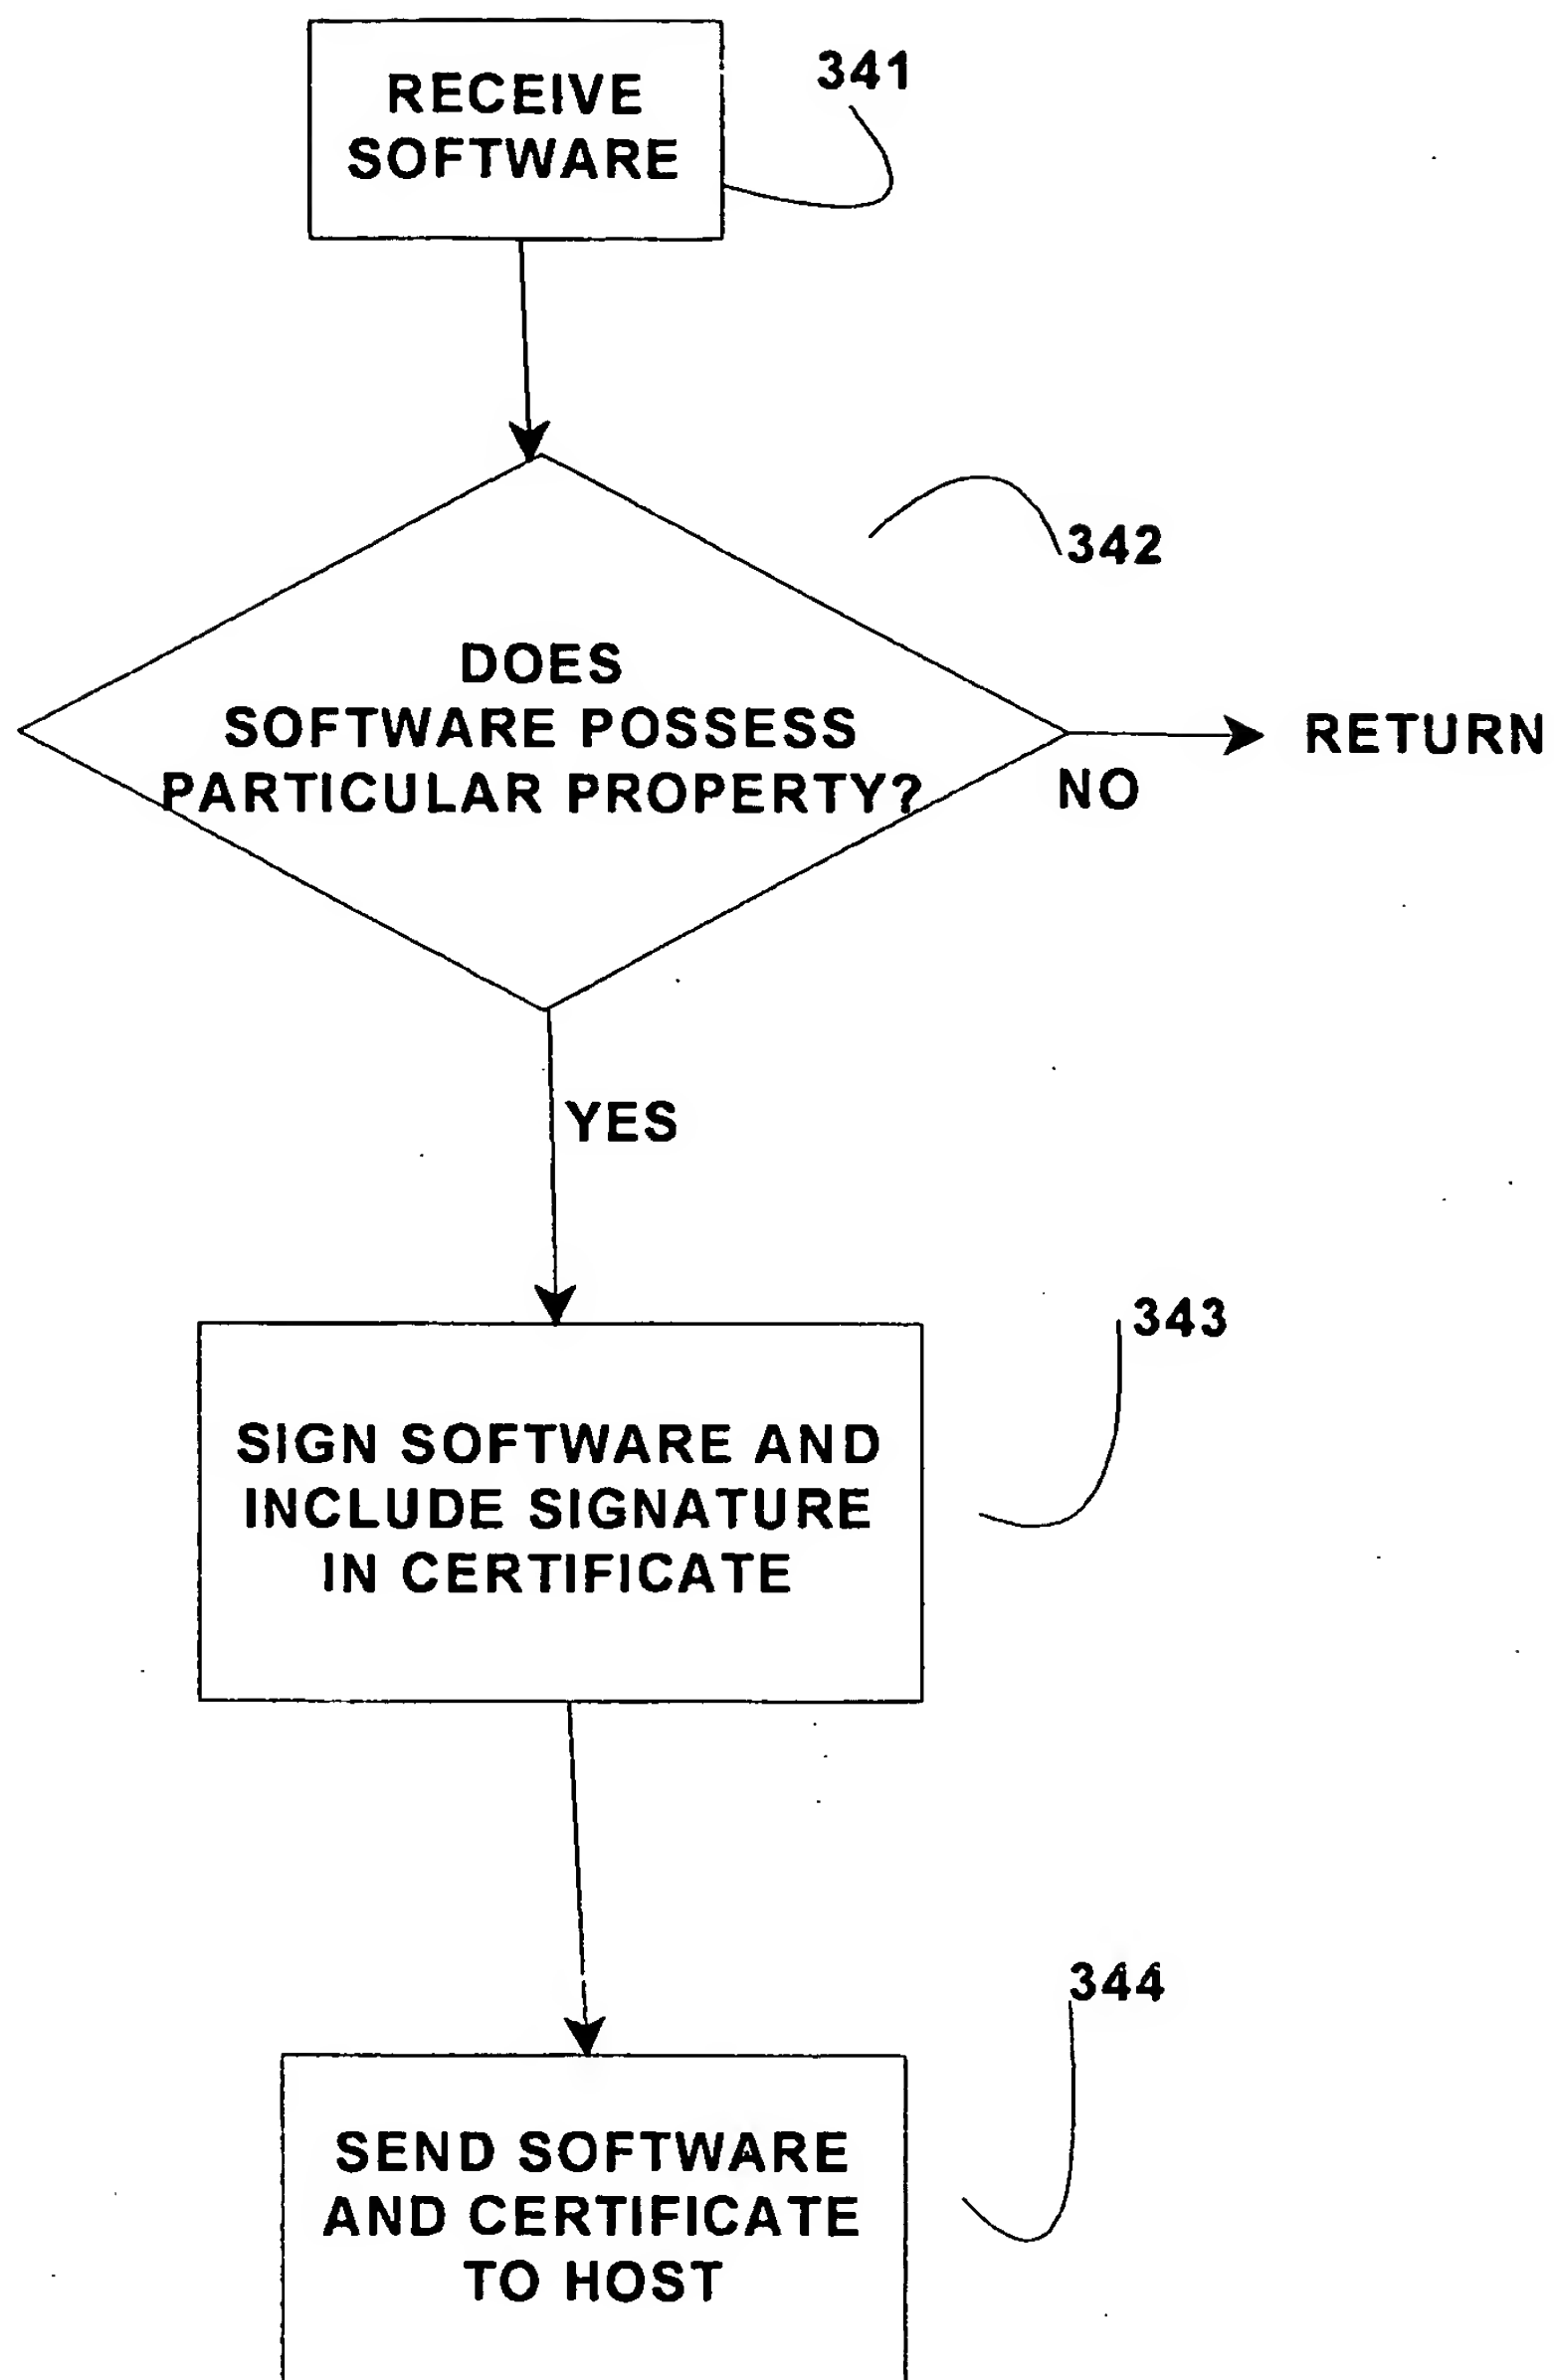 RECEIVE
SOFTWARE
341
342
DOES
SOFTWARE POSSESS
PARTICULAR PROPERTY?
RETURN
NO
YES
343
SIGN SOFTWARE AND
INCLUDE SIGNATURE
IN CERTIFICATE
344
SEND SOFTWARE
AND CERTIFICATE
TO HOST